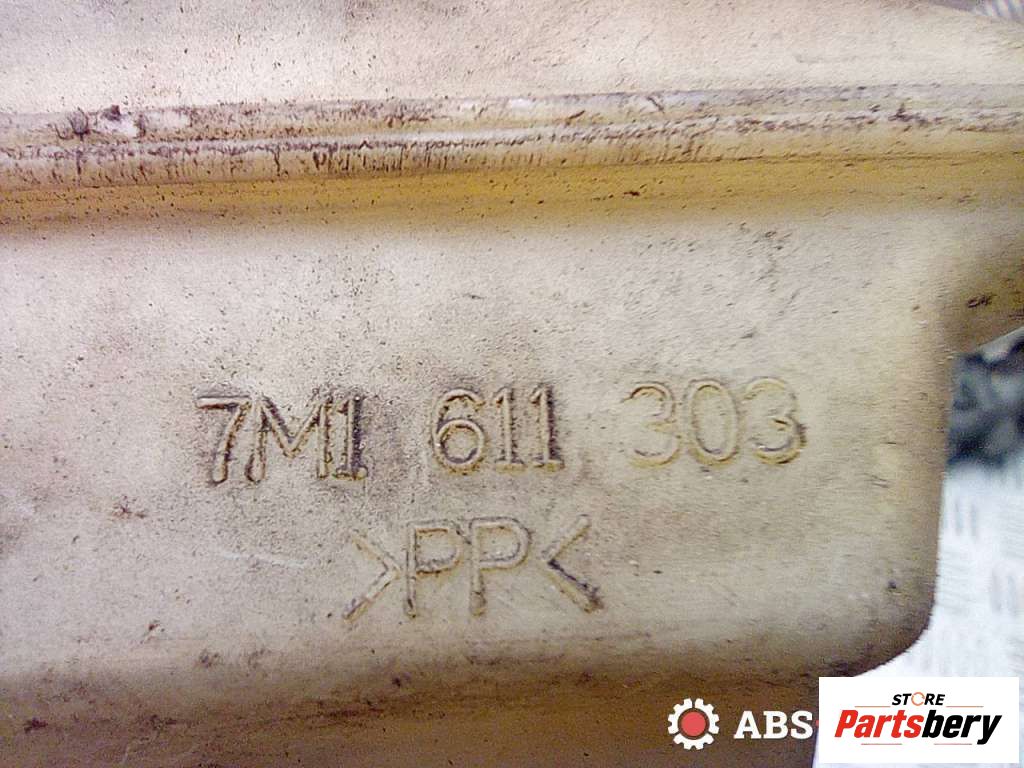 7M1 611 303
>PP<
ABS-
STORE
Partsbery